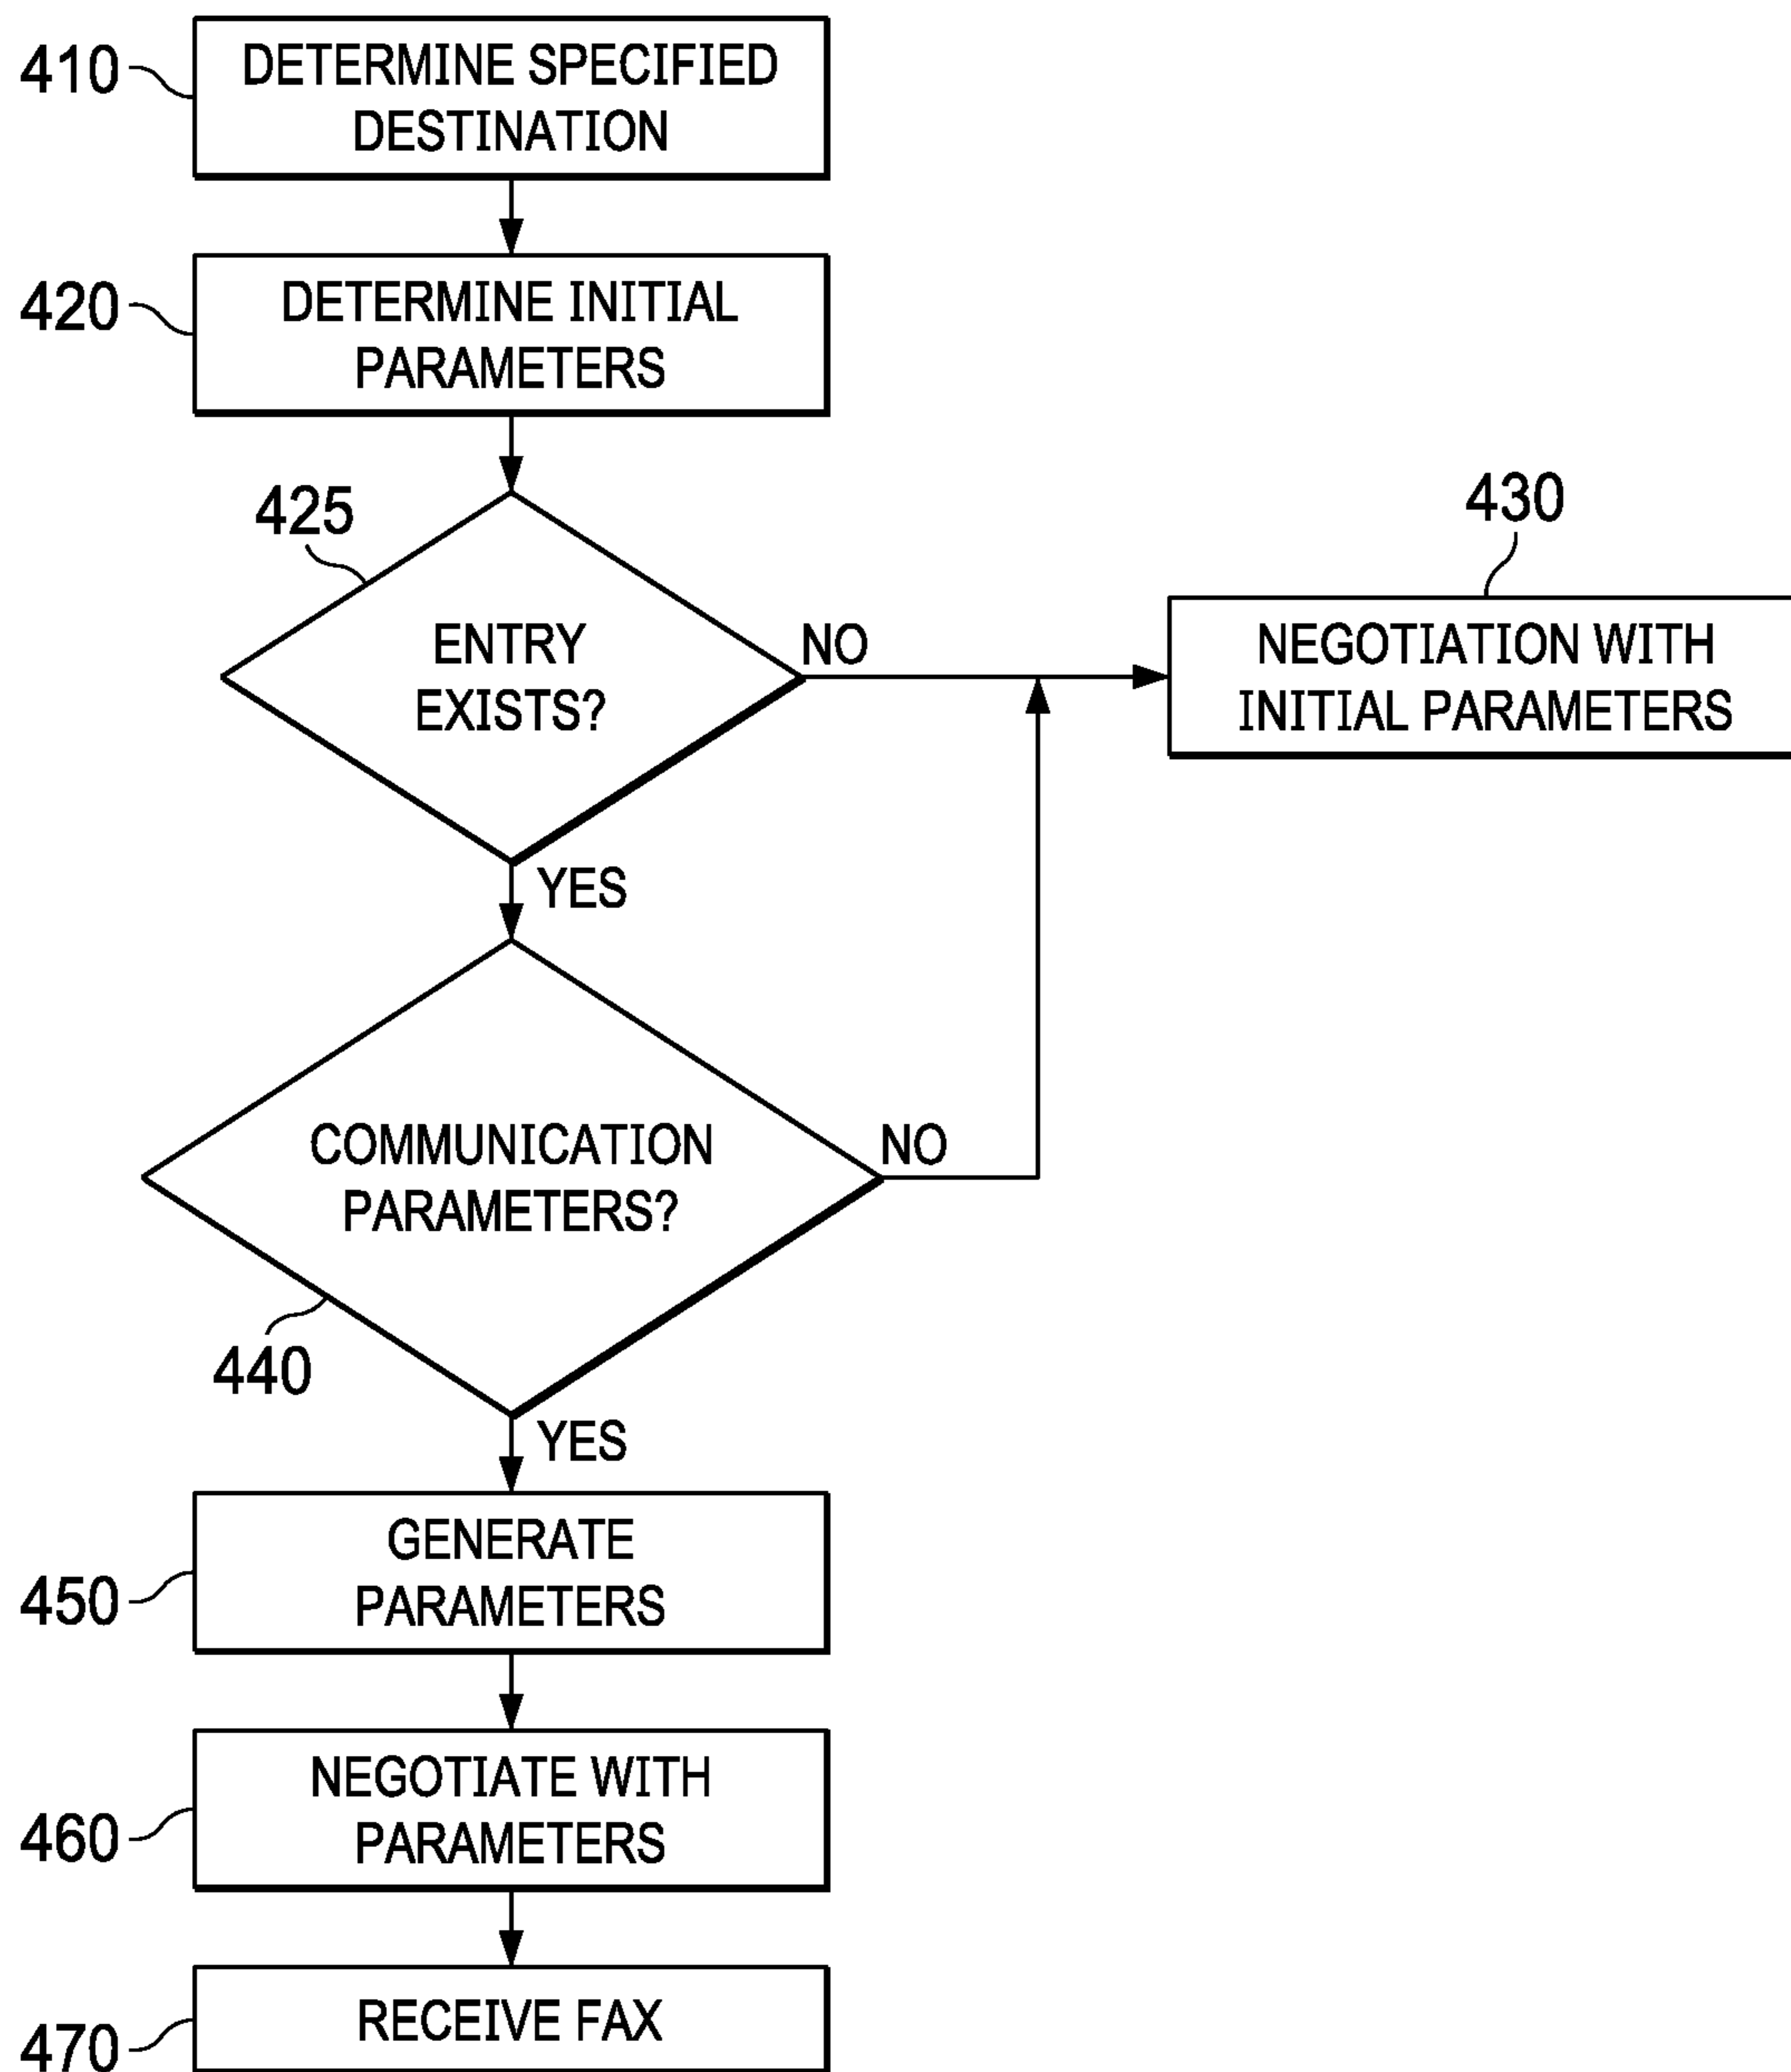 410
DETERMINE SPECIFIED
DESTINATION
420
DETERMINE INITIAL
PARAMETERS
425
ENTRY
EXISTS?
NO
430
NEGOTIATION WITH
INITIAL PARAMETERS
YES
COMMUNICATION
PARAMETERS?
NO
440
YES
450
GENERATE
PARAMETERS
460
NEGOTIATE WITH
PARAMETERS
470
RECEIVE FAX